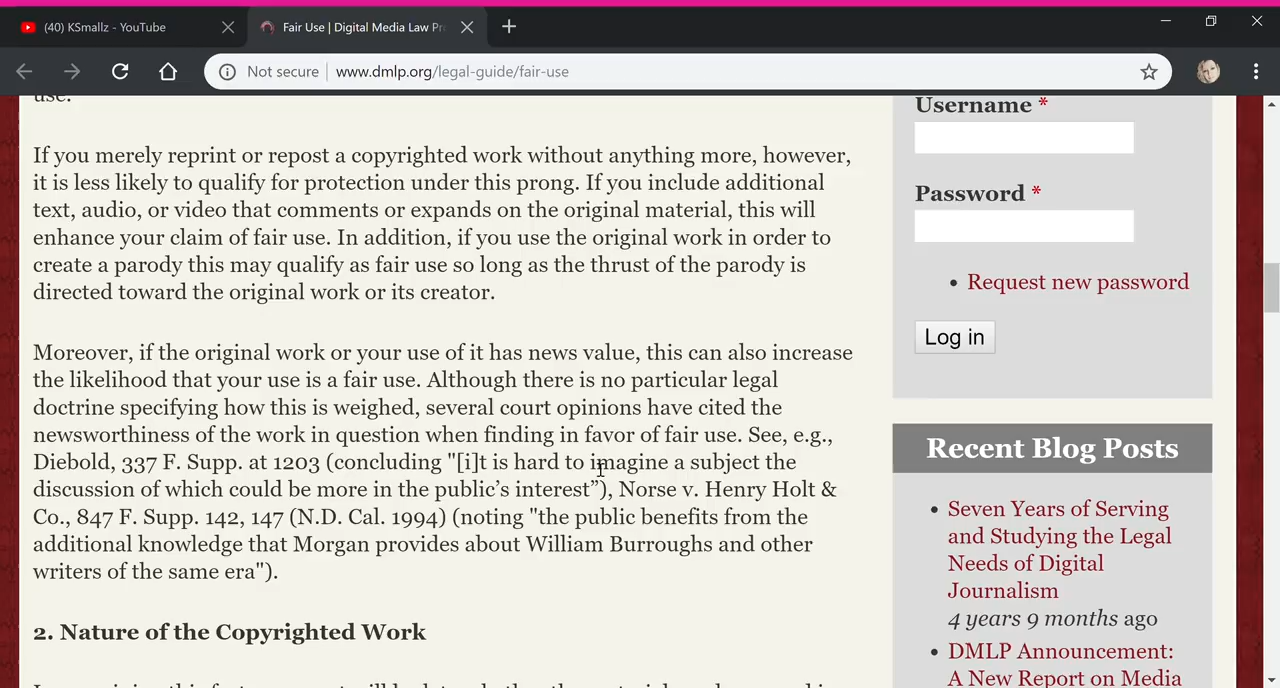 (40) KSmallz - YouTube
Fair Use | Digital Media Law Pr
Not secure
www.dmlp.org/legal-guide/fair-use
use.
If you merely reprint or repost a copyrighted work without anything more, however,
it is less likely to qualify for protection under this prong. If you include additional
text, audio, or video that comments or expands on the original material, this will
enhance your claim of fair use. In addition, if you use the original work in order to
create a parody this may qualify as fair use so long as the thrust of the parody is
directed toward the original work or its creator.
Moreover, if the original work or your use of it has news value, this can also increase
the likelihood that your use is a fair use. Although there is no particular legal
doctrine specifying how this is weighed, several court opinions have cited the
newsworthiness of the work in question when finding in favor of fair use. See, e.g.,
Diebold, 337 F. Supp. at 1203 (concluding "[i]t is hard to imagine a subject the
discussion of which could be more in the public’s interest”), Norse v. Henry Holt &
Co., 847 F. Supp. 142, 147 (N.D. Cal. 1994) (noting "the public benefits from the
additional knowledge that Morgan provides about William Burroughs and other
writers of the same era").
2. Nature of the Copyrighted Work
Username *
Password *
Request new password
Log in
Recent Blog Posts
Seven Years of Serving
and Studying the Legal
Needs of Digital
Journalism
4 years 9 months ago
DMLP Announcement:
A New Report on Media